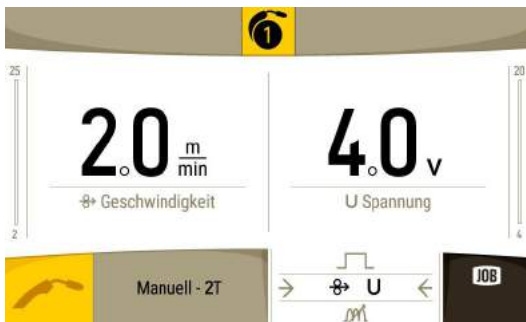 1
25
20
2.0 m/min
4.0 V
Geschwindigkeit
U Spannung
2
4
Manuell - 2T
U
JOB